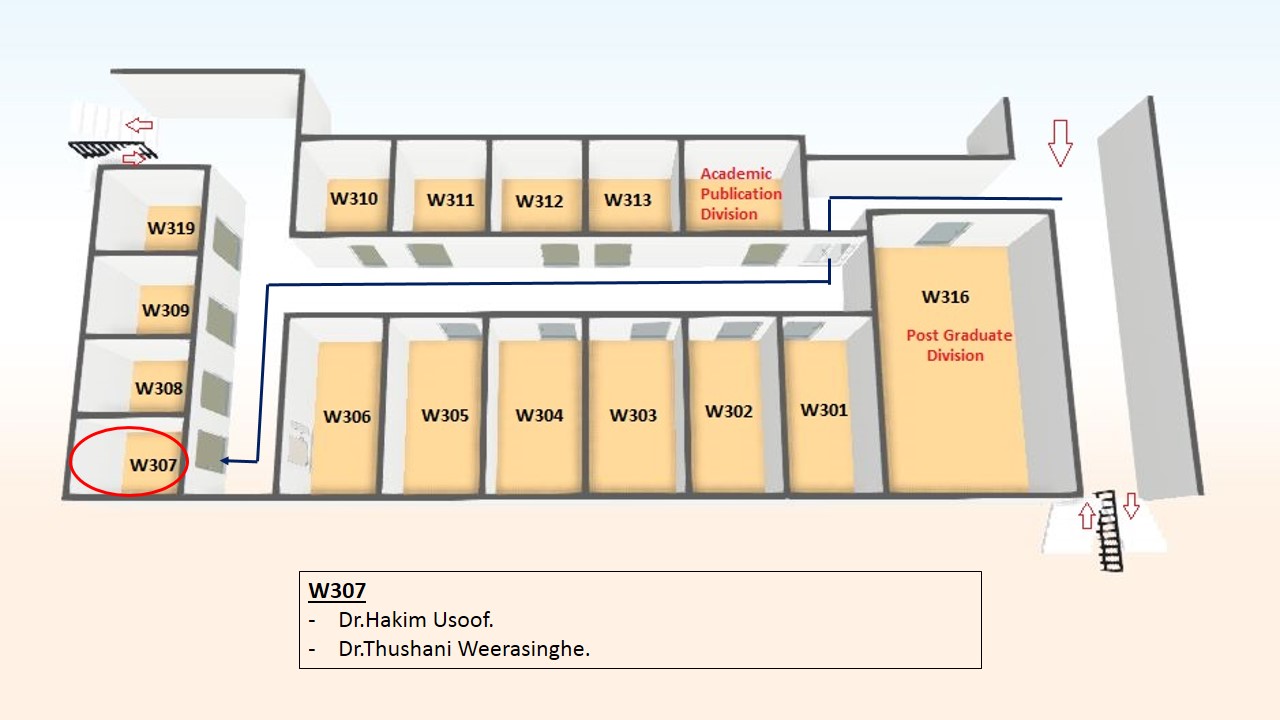 W310
W311
W312
W313
Academic
Publication
Division
W319
W309
W308
W307
W306
W305
W304
W303
W302
W301
W316
Post Graduate
Division
W307
- Dr.Hakim Usoof.
- Dr.Thushani Weerasinghe.